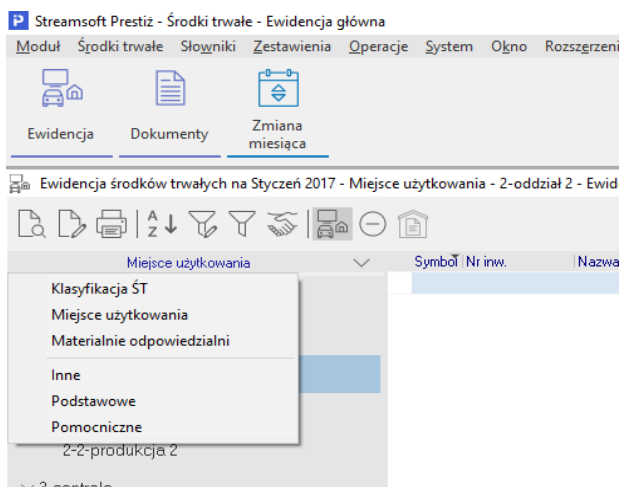 Streamsoft Prestiż - Środki trwałe - Ewidencja główna
Moduł Środki trwałe Słowniki Zestawienia Operacje System Okno Rozszerzeni
Ewidencja Dokumenty Zmiana miesiąca
Ewidencja środków trwałych na Styczeń 2017 - Miejsce użytkowania - 2-oddział 2 - Ewid
Miejsce użytkowania Symbol Nr inw. Nazwa
Klasyfikacja ŚT
Miejsce użytkowania
Materialnie odpowiedzialni
Inne
Podstawowe
Pomocniczne
2-2-produkcja 2